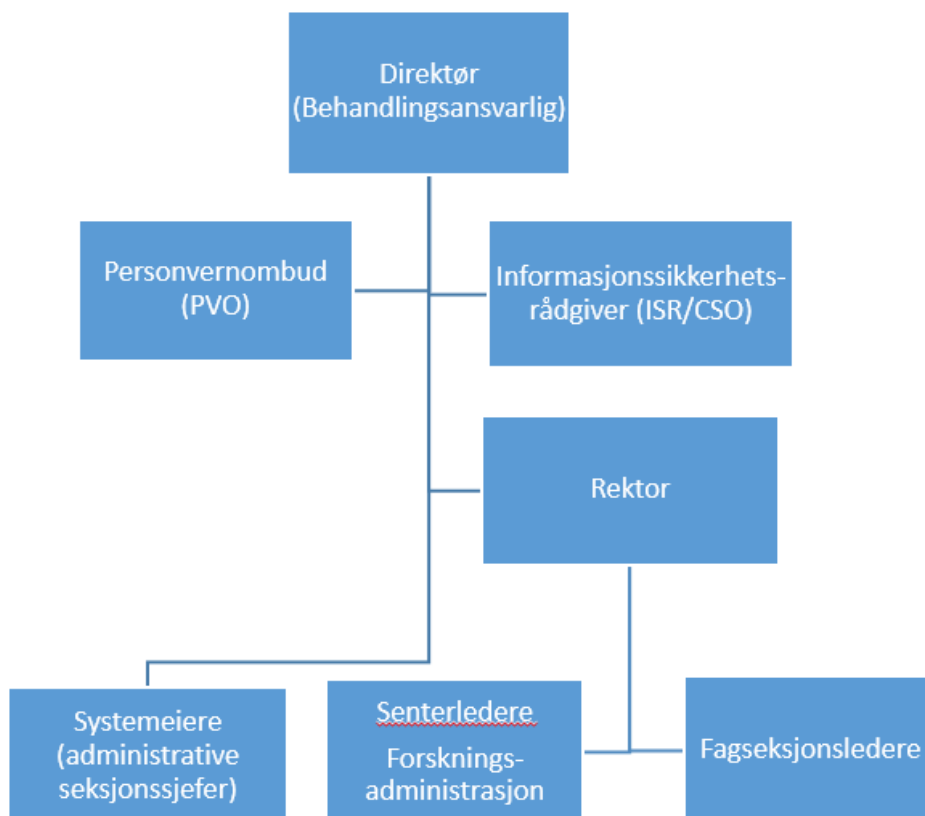 Direktør
(Behandlingsansvarlig)
Personvernombud
(PVO)
Informasjonssikkerhets-
rådgiver (ISR/CSO)
Rektor
Systemeiere
(administrative
seksjonssjefer)
Senterledere
Forsknings-
administrasjon
Fagseksjonsledere